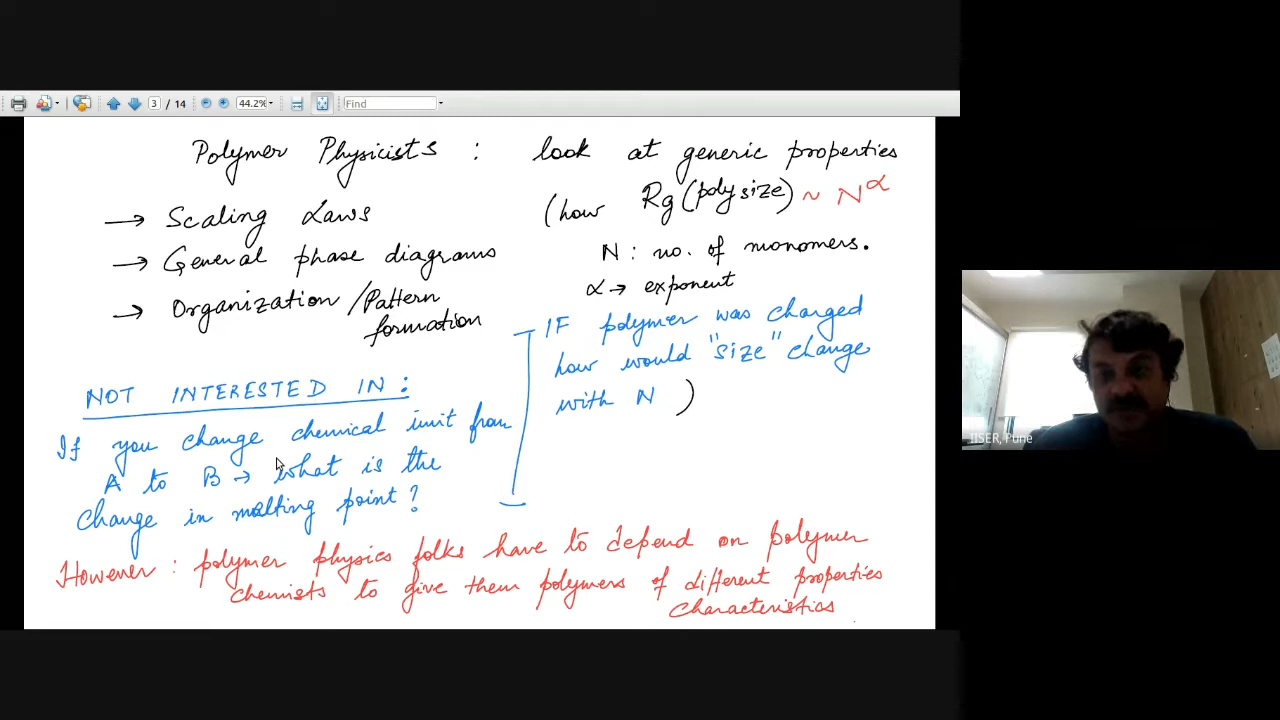 3 / 14
44.2%
Find
Polymer Physicists : look at generic properties
→ Scaling Laws
(how Rg (poly size) ~ N^α
→ General phase diagrams
N : no. of monomers.
α → exponent
→ Organization / Pattern
formation
IF polymer was charged
how would "size" change
with N )
NOT INTERESTED IN :
If you change chemical unit from
A to B → what is the
change in melting point ?
However : polymer physics folks have to depend on polymer
chemists to give them polymers of different properties
characteristics
IISER, Pune